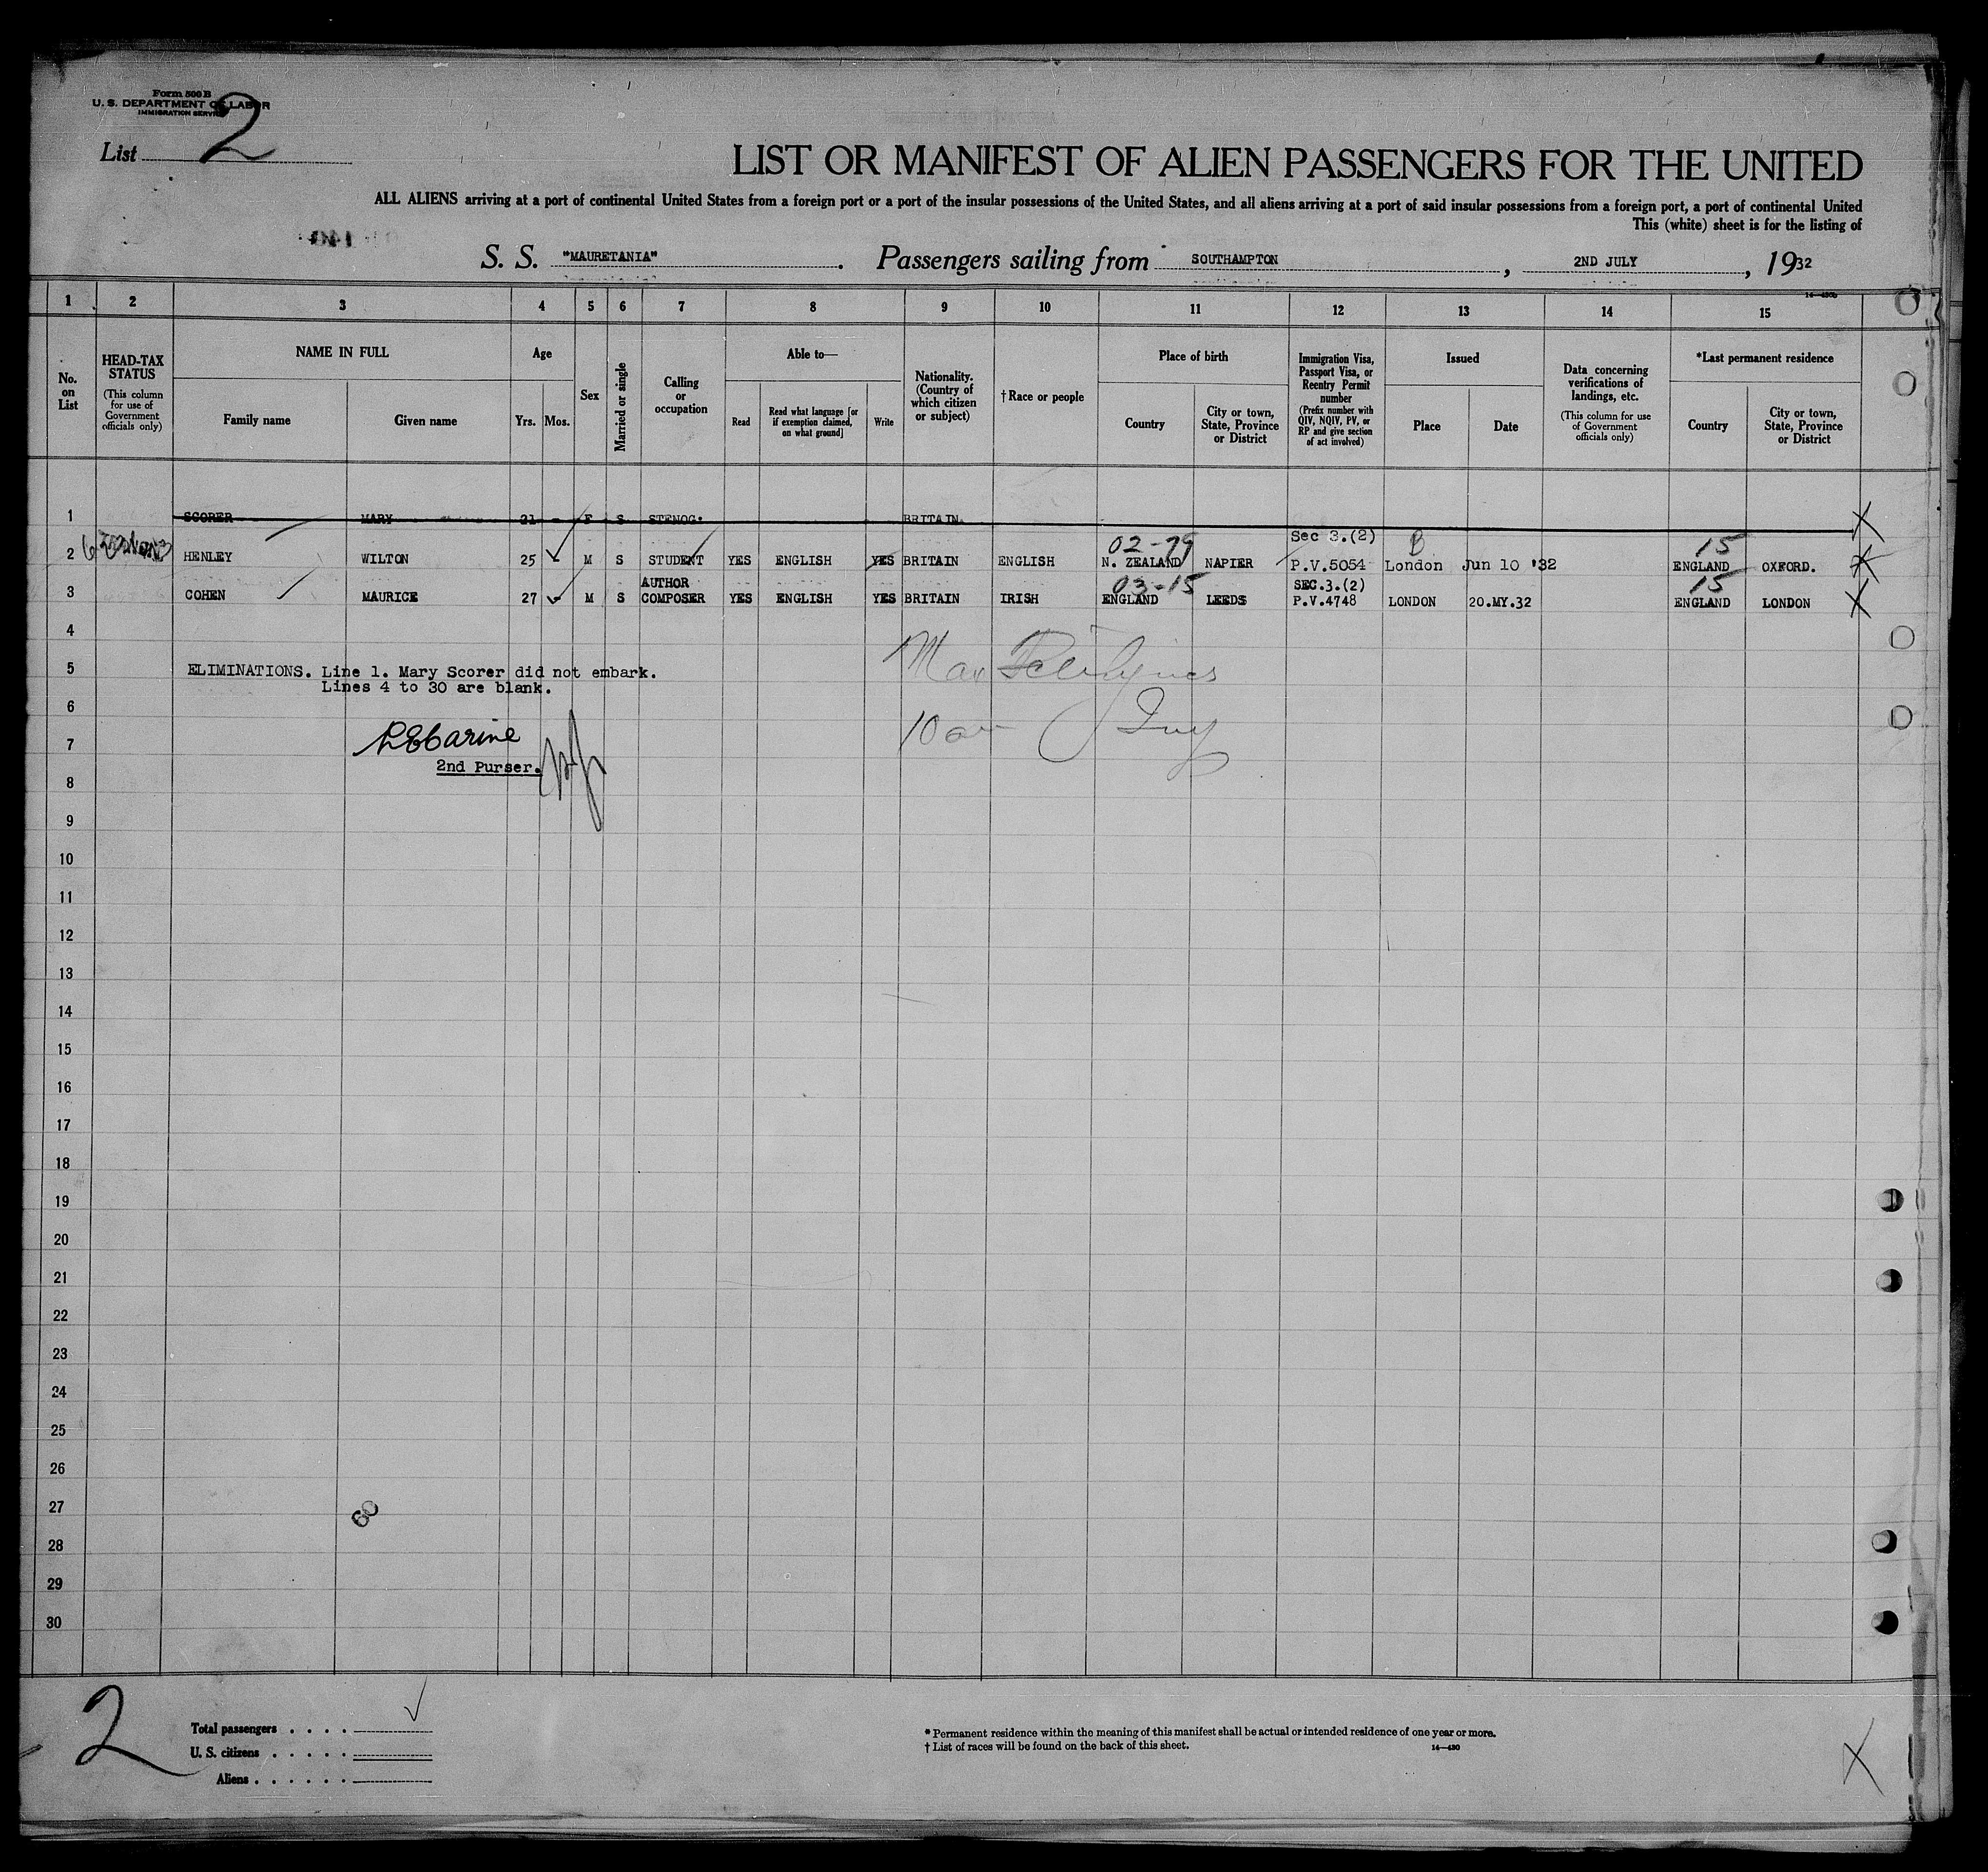 Form 500 B
U. S. DEPARTMENT OF LABOR
IMMIGRATION SERVICE
List 2
LIST OR MANIFEST OF ALIEN PASSENGERS FOR THE UNITED
ALL ALIENS arriving at a port of continental United States from a foreign port or a port of the insular possessions of the United States, and all aliens arriving at a port of said insular possessions from a foreign port, a port of continental United
This (white) sheet is for the listing of
S. S. "MAURETANIA". Passengers sailing from SOUTHAMPTON, 2ND JULY, 1932
1 2 3 4 5 6 7 8 9 10 11 12 13 14 15
No. on List
HEAD-TAX STATUS
(This column for use of Government officials only)
NAME IN FULL
Family name
Given name
Age
Yrs. Mos.
Sex
Married or single
Calling or occupation
Able to—
Read
Read what language [or if exemption claimed, on what ground]
Write
Nationality. (Country of which citizen or subject)
† Race or people
Place of birth
Country
City or town, State, Province or District
Immigration Visa, Passport Visa, or Reentry Permit number
(Prefix number with QIV, NQIV, PV, or RP and give section of act involved)
Issued
Place
Date
Data concerning verifications of landings, etc.
(This column for use of Government officials only)
*Last permanent residence
Country
City or town, State, Province or District
1 SCORER MARY 21 - F S STENOG. BRITAIN X
Sec 3.(2) B
02-79 15
2 HENLEY WILTON 25 M S STUDENT YES ENGLISH YES BRITAIN ENGLISH N. ZEALAND NAPIER P.V.5054 London Jun 10 '32 ENGLAND OXFORD. X
AUTHOR 03-15 SEC.3.(2) 15
3 COHEN MAURICE 27 - M S COMPOSER YES ENGLISH YES BRITAIN IRISH ENGLAND LEEDS P.V.4748 LONDON 20.MY.32 ENGLAND LONDON X
4
5 ELIMINATIONS. Line 1. Mary Scorer did not embark.
Lines 4 to 30 are blank.
6
7
2nd Purser.
8
9
10
11
12
13
14
15
16
17
18
19
20
21
22
23
24
25
26
27
28
29
30
2
Total passengers
U. S. citizens
Aliens
* Permanent residence within the meaning of this manifest shall be actual or intended residence of one year or more.
† List of races will be found on the back of this sheet.
14—430
X